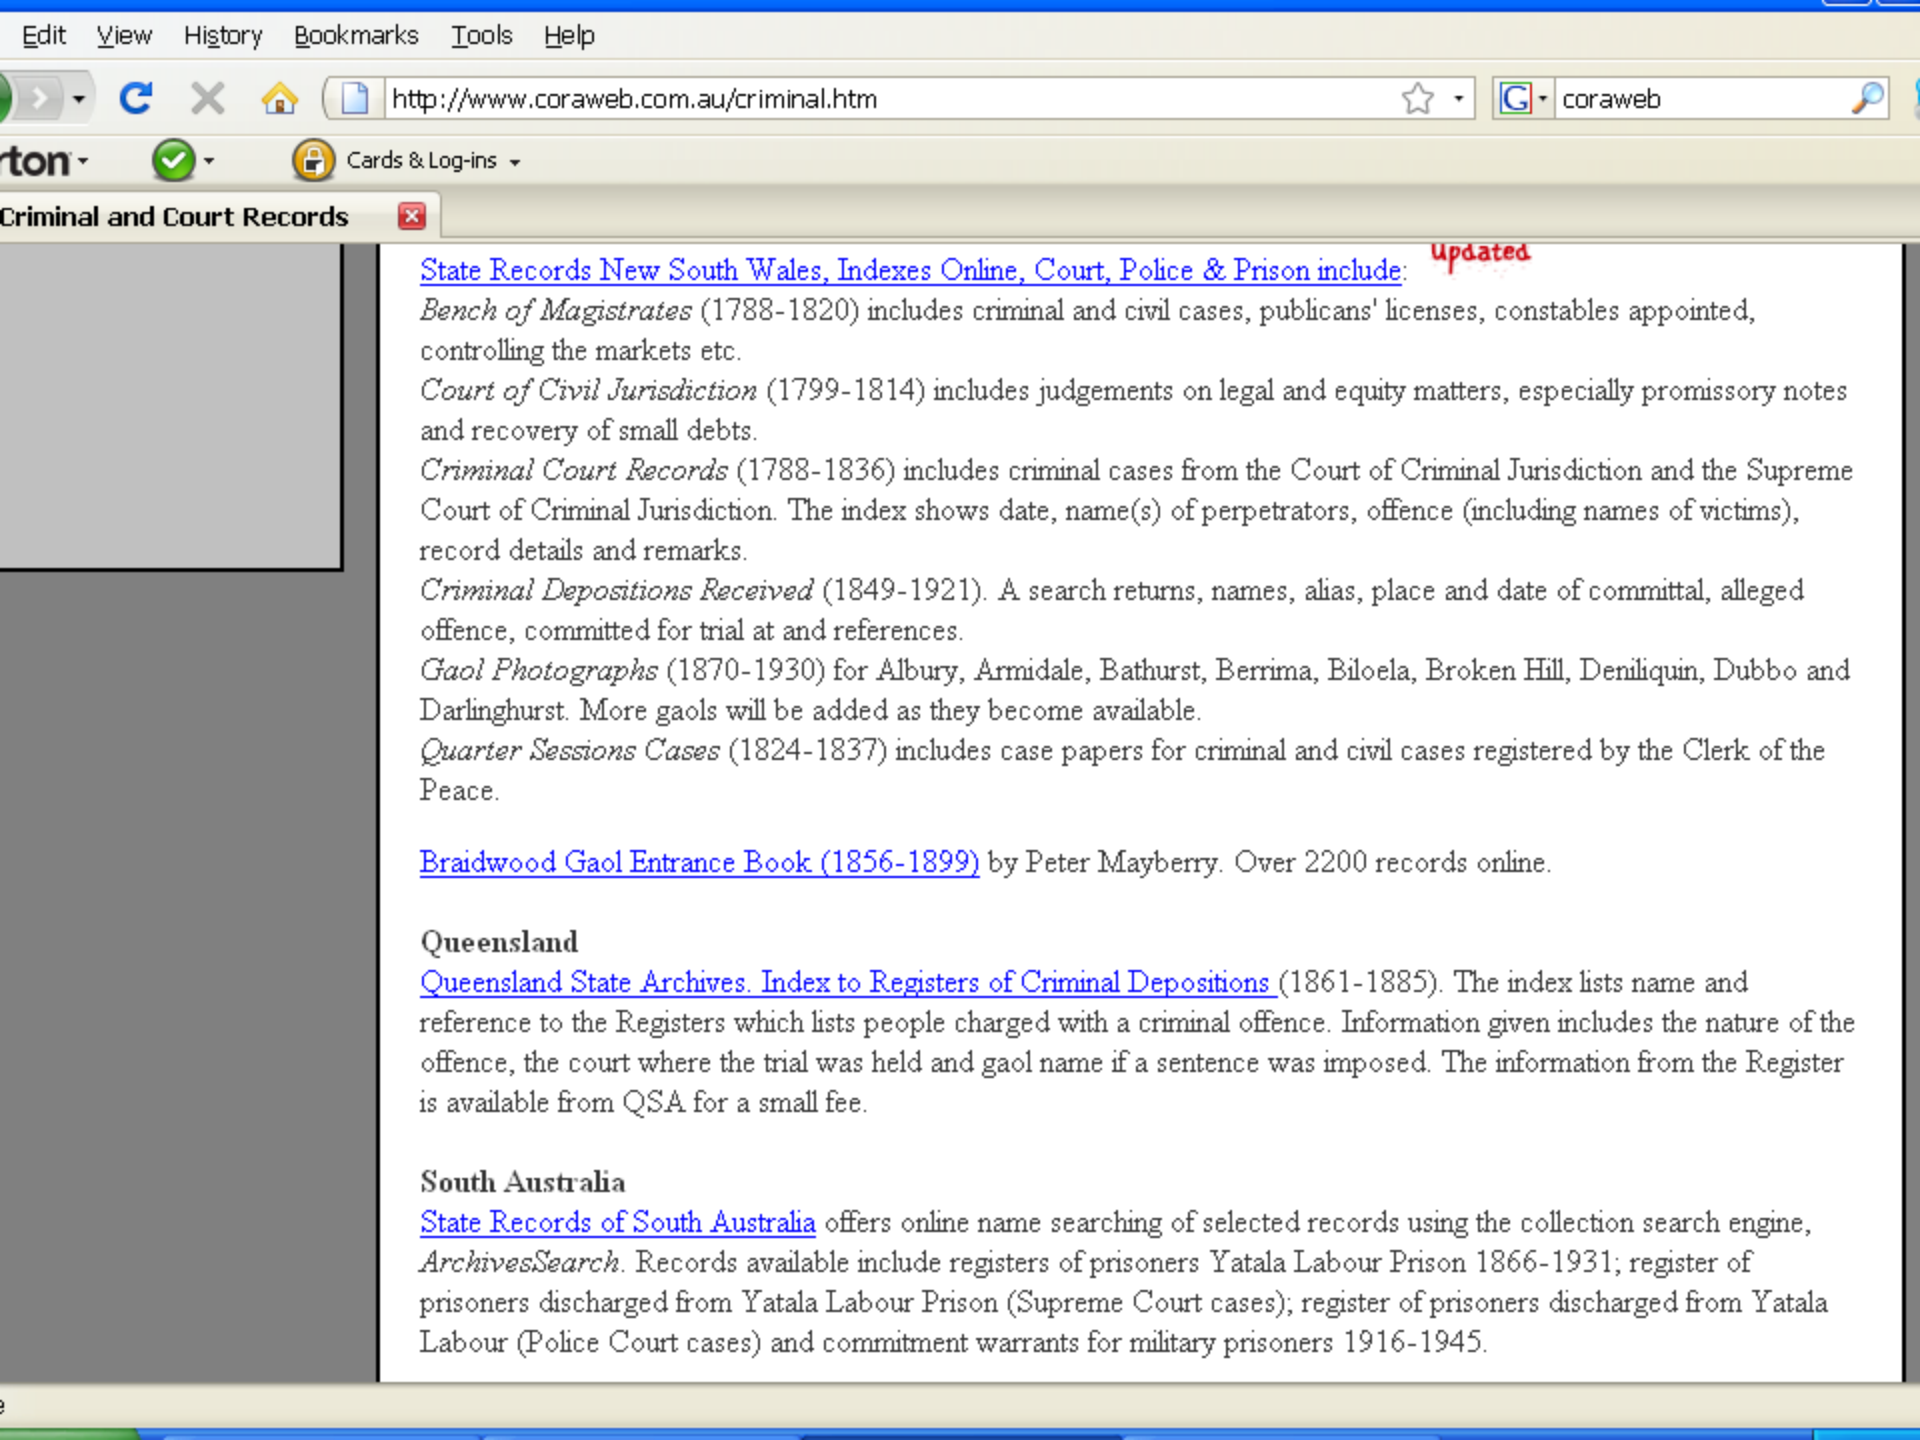 Edit View History Bookmarks Tools Help
http://www.coraweb.com.au/criminal.htm
coraweb
Cards & Log-ins
Criminal and Court Records
updated
State Records New South Wales, Indexes Online, Court, Police & Prison include:
Bench of Magistrates (1788-1820) includes criminal and civil cases, publicans' licenses, constables appointed,
controlling the markets etc.
Court of Civil Jurisdiction (1799-1814) includes judgements on legal and equity matters, especially promissory notes
and recovery of small debts.
Criminal Court Records (1788-1836) includes criminal cases from the Court of Criminal Jurisdiction and the Supreme
Court of Criminal Jurisdiction. The index shows date, name(s) of perpetrators, offence (including names of victims),
record details and remarks.
Criminal Depositions Received (1849-1921). A search returns, names, alias, place and date of committal, alleged
offence, committed for trial at and references.
Gaol Photographs (1870-1930) for Albury, Armidale, Bathurst, Berrima, Biloela, Broken Hill, Deniliquin, Dubbo and
Darlinghurst. More gaols will be added as they become available.
Quarter Sessions Cases (1824-1837) includes case papers for criminal and civil cases registered by the Clerk of the
Peace.
Braidwood Gaol Entrance Book (1856-1899) by Peter Mayberry. Over 2200 records online.
Queensland
Queensland State Archives. Index to Registers of Criminal Depositions (1861-1885). The index lists name and
reference to the Registers which lists people charged with a criminal offence. Information given includes the nature of the
offence, the court where the trial was held and gaol name if a sentence was imposed. The information from the Register
is available from QSA for a small fee.
South Australia
State Records of South Australia offers online name searching of selected records using the collection search engine,
ArchivesSearch. Records available include registers of prisoners Yatala Labour Prison 1866-1931; register of
prisoners discharged from Yatala Labour Prison (Supreme Court cases); register of prisoners discharged from Yatala
Labour (Police Court cases) and commitment warrants for military prisoners 1916-1945.